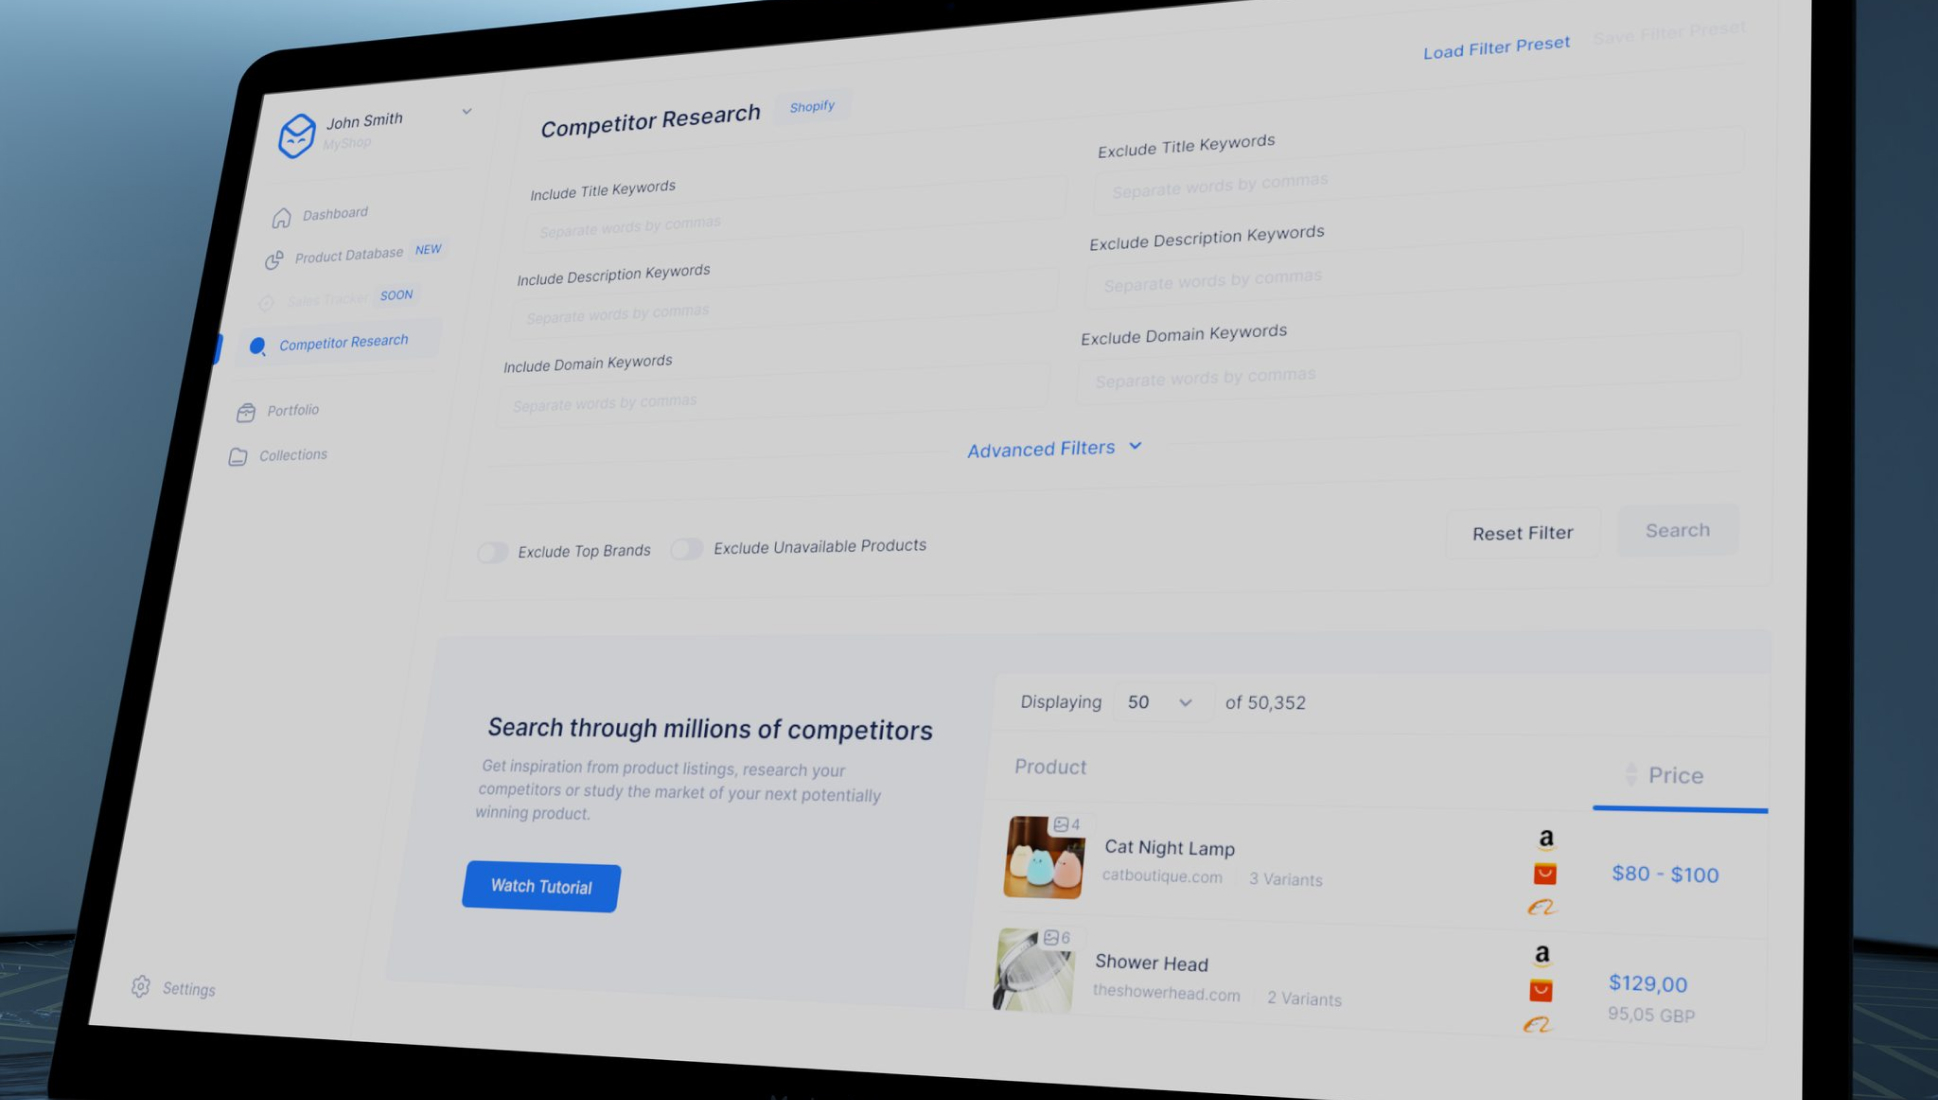 Load Filter Preset
Save Filter Preset
John Smith
MyShop
Competitor Research
Shopify
Dashboard
Product Database NEW
Sales Tracker SOON
Competitor Research
Portfolio
Collections
Settings
Include Title Keywords
Separate words by commas
Exclude Title Keywords
Separate words by commas
Include Description Keywords
Separate words by commas
Exclude Description Keywords
Separate words by commas
Include Domain Keywords
Separate words by commas
Exclude Domain Keywords
Separate words by commas
Advanced Filters
Exclude Top Brands
Exclude Unavailable Products
Reset Filter
Search
Search through millions of competitors
Get inspiration from product listings, research your
competitors or study the market of your next potentially
winning product.
Watch Tutorial
Displaying 50 of 50,352
Product
Price
4
Cat Night Lamp
catboutique.com
3 Variants
a
$80 - $100
6
Shower Head
theshowerhead.com
2 Variants
a
$129,00
95,05 GBP